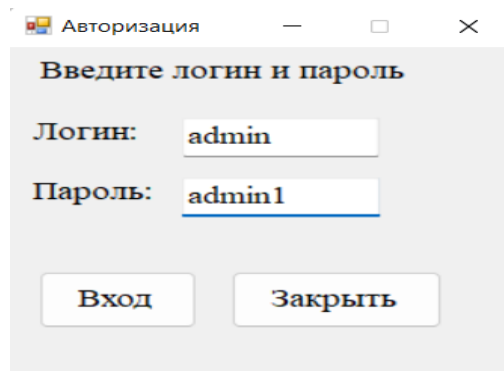 Авторизация
Введите логин и пароль
Логин: admin
Пароль: admin1
Вход Закрыть